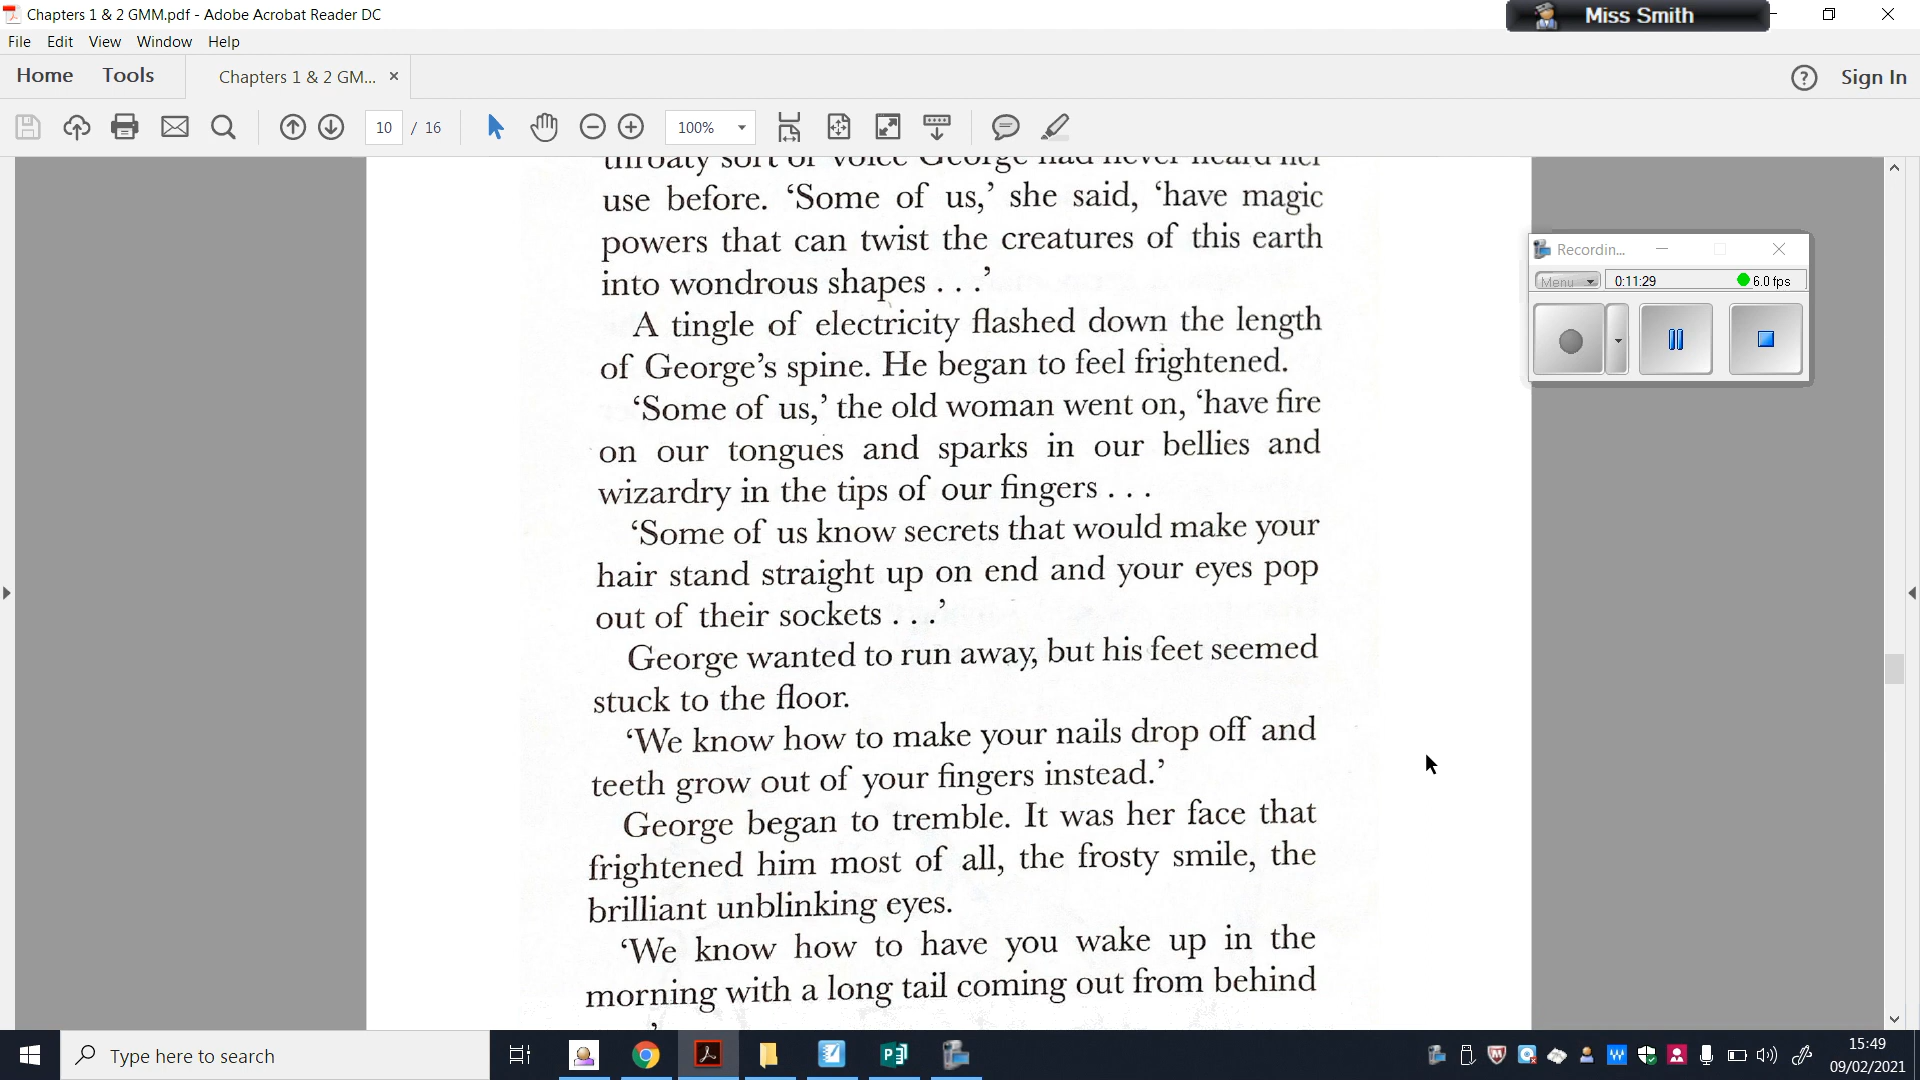 Chapters 1 & 2 GMM.pdf - Adobe Acrobat Reader DC
Miss Smith
File Edit View Window Help
Home Tools Chapters 1 & 2 GM... × Sign In
10 / 16 100%
throaty sort of voice George had never heard her
use before. ‘Some of us,’ she said, ‘have magic
powers that can twist the creatures of this earth
into wondrous shapes . . .’
A tingle of electricity flashed down the length
of George’s spine. He began to feel frightened.
‘Some of us,’ the old woman went on, ‘have fire
on our tongues and sparks in our bellies and
wizardry in the tips of our fingers . . .
‘Some of us know secrets that would make your
hair stand straight up on end and your eyes pop
out of their sockets . . .’
George wanted to run away, but his feet seemed
stuck to the floor.
‘We know how to make your nails drop off and
teeth grow out of your fingers instead.’
George began to tremble. It was her face that
frightened him most of all, the frosty smile, the
brilliant unblinking eyes.
‘We know how to have you wake up in the
morning with a long tail coming out from behind
Recordin...
Menu 0:11:29 6.0 fps
Type here to search
15:49
09/02/2021